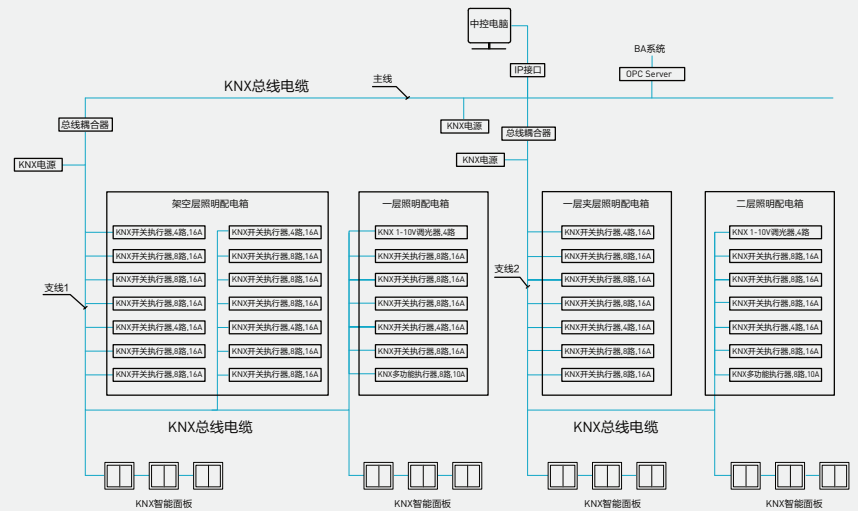 中控电脑
BA系统
IP接口
OPC Server
KNX总线电缆
主线
总线耦合器
KNX电源
总线耦合器
KNX电源
KNX电源
架空层照明配电箱
KNX开关执行器,4路,16A
KNX开关执行器,8路,16A
KNX开关执行器,8路,16A
KNX开关执行器,8路,16A
KNX开关执行器,4路,16A
KNX开关执行器,8路,16A
KNX开关执行器,8路,16A
KNX开关执行器,4路,16A
KNX开关执行器,8路,16A
KNX开关执行器,8路,16A
KNX开关执行器,8路,16A
KNX开关执行器,8路,16A
KNX开关执行器,8路,16A
KNX开关执行器,8路,16A
一层照明配电箱
KNX 1-10V调光器,4路
KNX开关执行器,8路,16A
KNX开关执行器,8路,16A
KNX开关执行器,4路,16A
KNX开关执行器,4路,16A
KNX开关执行器,8路,16A
KNX多功能执行器,8路,10A
一层夹层照明配电箱
KNX开关执行器,4路,16A
KNX开关执行器,8路,16A
KNX开关执行器,8路,16A
KNX开关执行器,8路,16A
KNX开关执行器,4路,16A
KNX开关执行器,8路,16A
KNX开关执行器,8路,16A
二层照明配电箱
KNX 1-10V调光器,4路
KNX开关执行器,8路,16A
KNX开关执行器,8路,16A
KNX开关执行器,8路,16A
KNX开关执行器,4路,16A
KNX开关执行器,8路,16A
KNX多功能执行器,8路,10A
支线1
支线2
KNX总线电缆
KNX总线电缆
KNX智能面板
KNX智能面板
KNX智能面板
KNX智能面板